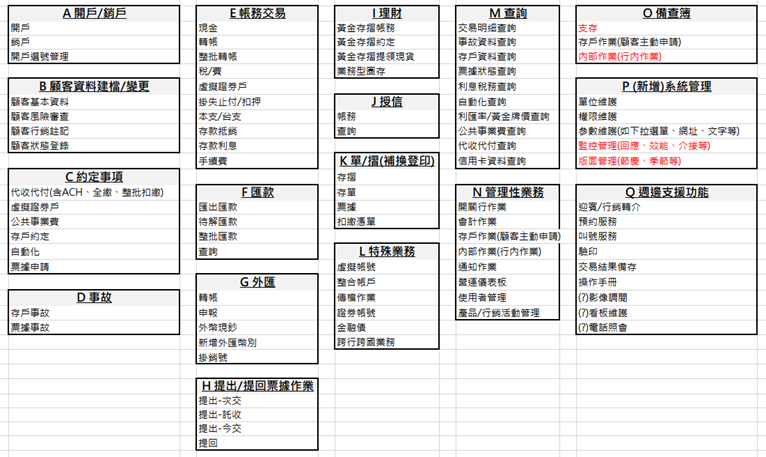 A 開戶/銷戶
開戶
銷戶
開戶選號管理
B 顧客資料建檔/變更
顧客基本資料
顧客風險審查
顧客行銷註記
顧客狀態登錄
C 約定事項
代收代付(含ACH、全繳、整批扣繳)
虛擬證券戶
公共事業費
存戶約定
自動化
票據申請
D 事故
存戶事故
票據事故
E 帳務交易
現金
轉帳
整批轉帳
稅/費
虛擬證券戶
掛失止付/扣押
本支/台支
存款抵銷
存款利息
手續費
F 匯款
匯出匯款
待解匯款
整批匯款
查詢
G 外匯
轉帳
申報
外幣現鈔
新增外匯幣別
掛銷號
H 提出/提回票據作業
提出-次交
提出-託收
提出-今交
提回
I 理財
黃金存摺帳務
黃金存摺約定
黃金存摺提領現貨
業務型圈存
J 授信
帳務
查詢
K 單/摺(補換登印)
存摺
存單
票據
扣繳憑單
L 特殊業務
虛擬帳號
整合帳戶
傳檔作業
證券帳號
金融債
跨行跨國業務
M 查詢
交易明細查詢
事故資料查詢
存戶資料查詢
票據狀態查詢
利息稅務查詢
自動化查詢
利匯率/黃金牌價查詢
公共事業費查詢
代收代付查詢
信用卡資料查詢
N 管理性業務
開關行作業
會計作業
存戶作業(顧客主動申請)
內部作業(行內作業)
通知作業
營運儀表板
使用者管理
產品/行銷活動管理
O 備查簿
支存
存戶作業(顧客主動申請)
內部作業(行內作業)
P (新增)系統管理
單位維護
權限維護
參數維護(如下拉選單、網址、文字等)
監控管理(回應、效能、介接等)
版面管理(節慶、季節等)
Q 週邊支援功能
迎賓/行銷轉介
預約服務
叫號服務
驗印
交易結果備存
操作手冊
(?)影像調閱
(?)看板維護
(?)電話照會